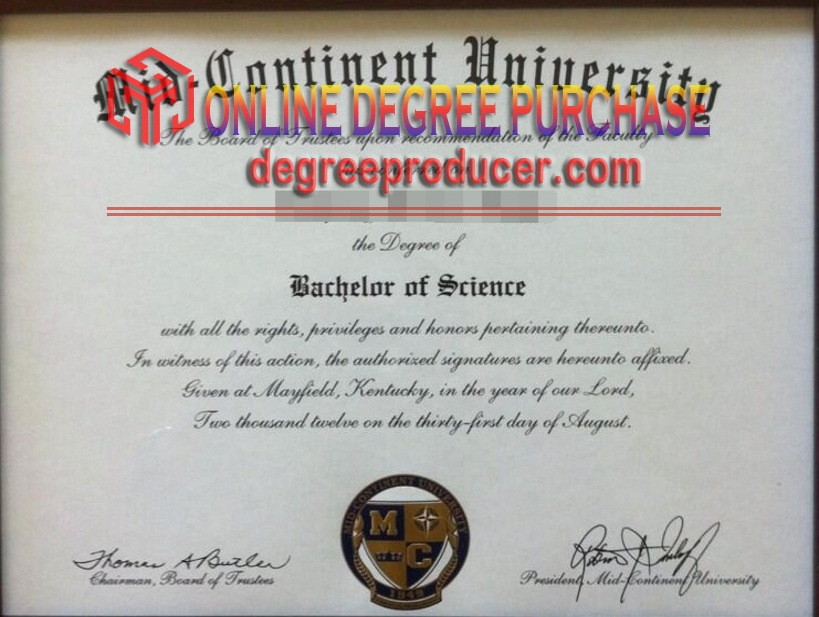 Mid-Continent University
ONLINE DEGREE PURCHASE
The Board of Trustees upon recommendation of the Faculty
degreeproducer.com
the Degree of
Bachelor of Science
with all the rights, privileges and honors pertaining thereunto.
In witness of this action, the authorized signatures are hereunto affixed.
Given at Mayfield, Kentucky, in the year of our Lord,
Two thousand twelve on the thirty-first day of August.
MID-CONTINENT UNIVERSITY
M
C
1949
Thomas A Butler
Chairman, Board of Trustees
President, Mid-Continent University